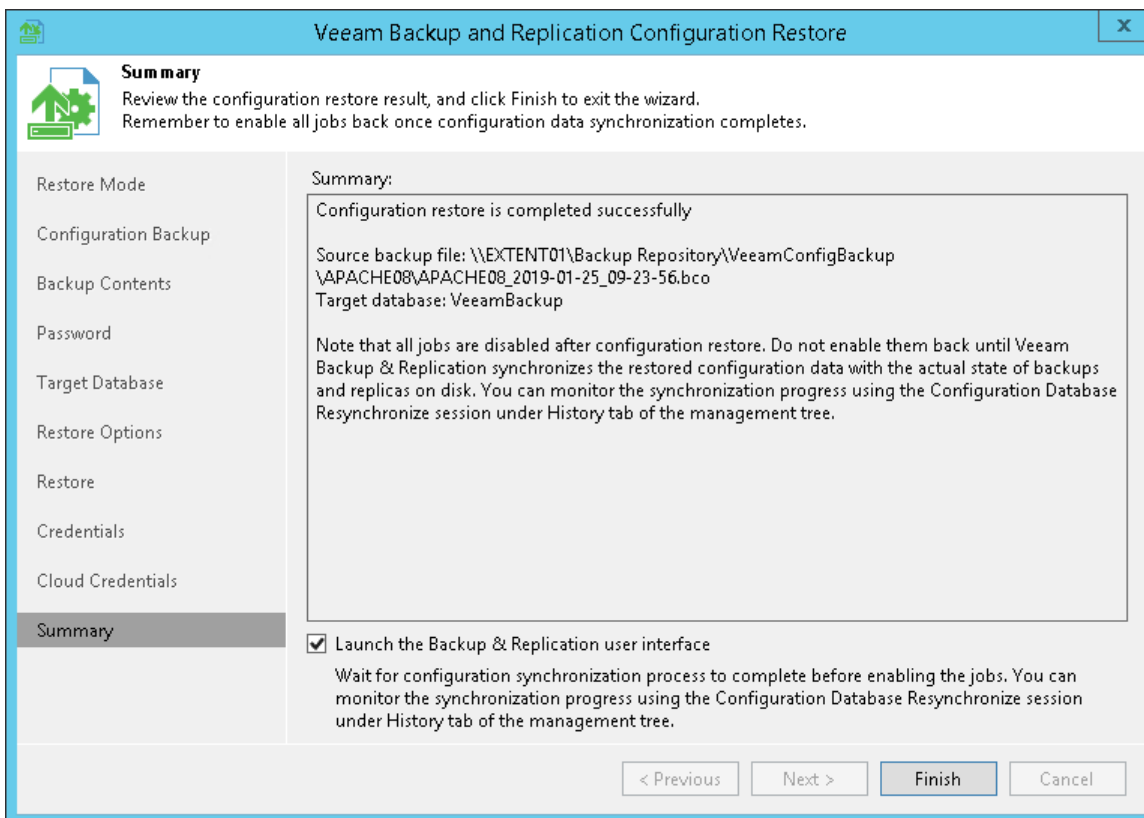 Veeam Backup and Replication Configuration Restore
x
Summary
Review the configuration restore result, and click Finish to exit the wizard.
Remember to enable all jobs back once configuration data synchronization completes.
Restore Mode
Configuration Backup
Backup Contents
Password
Target Database
Restore Options
Restore
Credentials
Cloud Credentials
Summary
Summary:
Configuration restore is completed successfully
Source backup file: \\EXTENT01\Backup Repository\VeeamConfigBackup
\APACHE08\APACHE08_2019-01-25_09-23-56.bco
Target database: VeeamBackup
Note that all jobs are disabled after configuration restore. Do not enable them back until Veeam
Backup & Replication synchronizes the restored configuration data with the actual state of backups
and replicas on disk. You can monitor the synchronization progress using the Configuration Database
Resynchronize session under History tab of the management tree.
Launch the Backup & Replication user interface
Wait for configuration synchronization process to complete before enabling the jobs. You can
monitor the synchronization progress using the Configuration Database Resynchronize session
under History tab of the management tree.
< Previous
Next >
Finish
Cancel